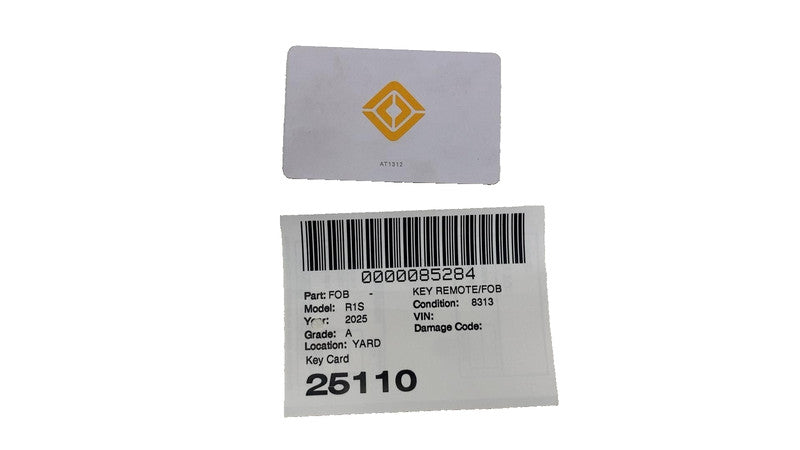 AT1312
0000085284
Part: FOB - KEY REMOTE/FOB
Model: R1S Condition: 8313
Year: 2025 VIN:
Grade: A Damage Code:
Location: YARD
Key Card
25110